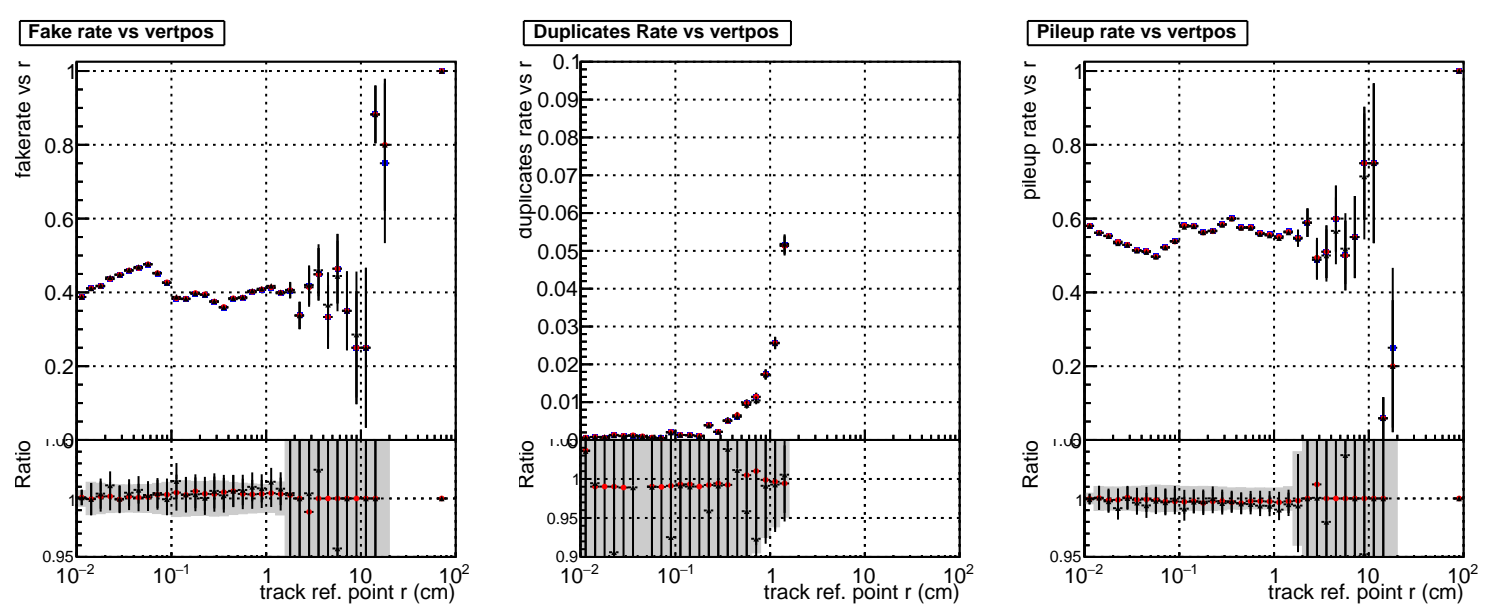 Fake rate vs vertpos
fakerate vs r
1
0.8
0.6
0.4
0.2
0
Ratio
1
0.95
10⁻² 10⁻¹ 1 10 10²
track ref. point r (cm)
Duplicates Rate vs vertpos
duplicates rate vs r
0.1
0.09
0.08
0.07
0.06
0.05
0.04
0.03
0.02
0.01
0
Ratio
1
0.95
0.9
10⁻² 10⁻¹ 1 10 10²
track ref. point r (cm)
Pileup rate vs vertpos
pileup rate vs r
1
0.8
0.6
0.4
0.2
0
Ratio
1
0.95
10⁻² 10⁻¹ 1 10 10²
track ref. point r (cm)